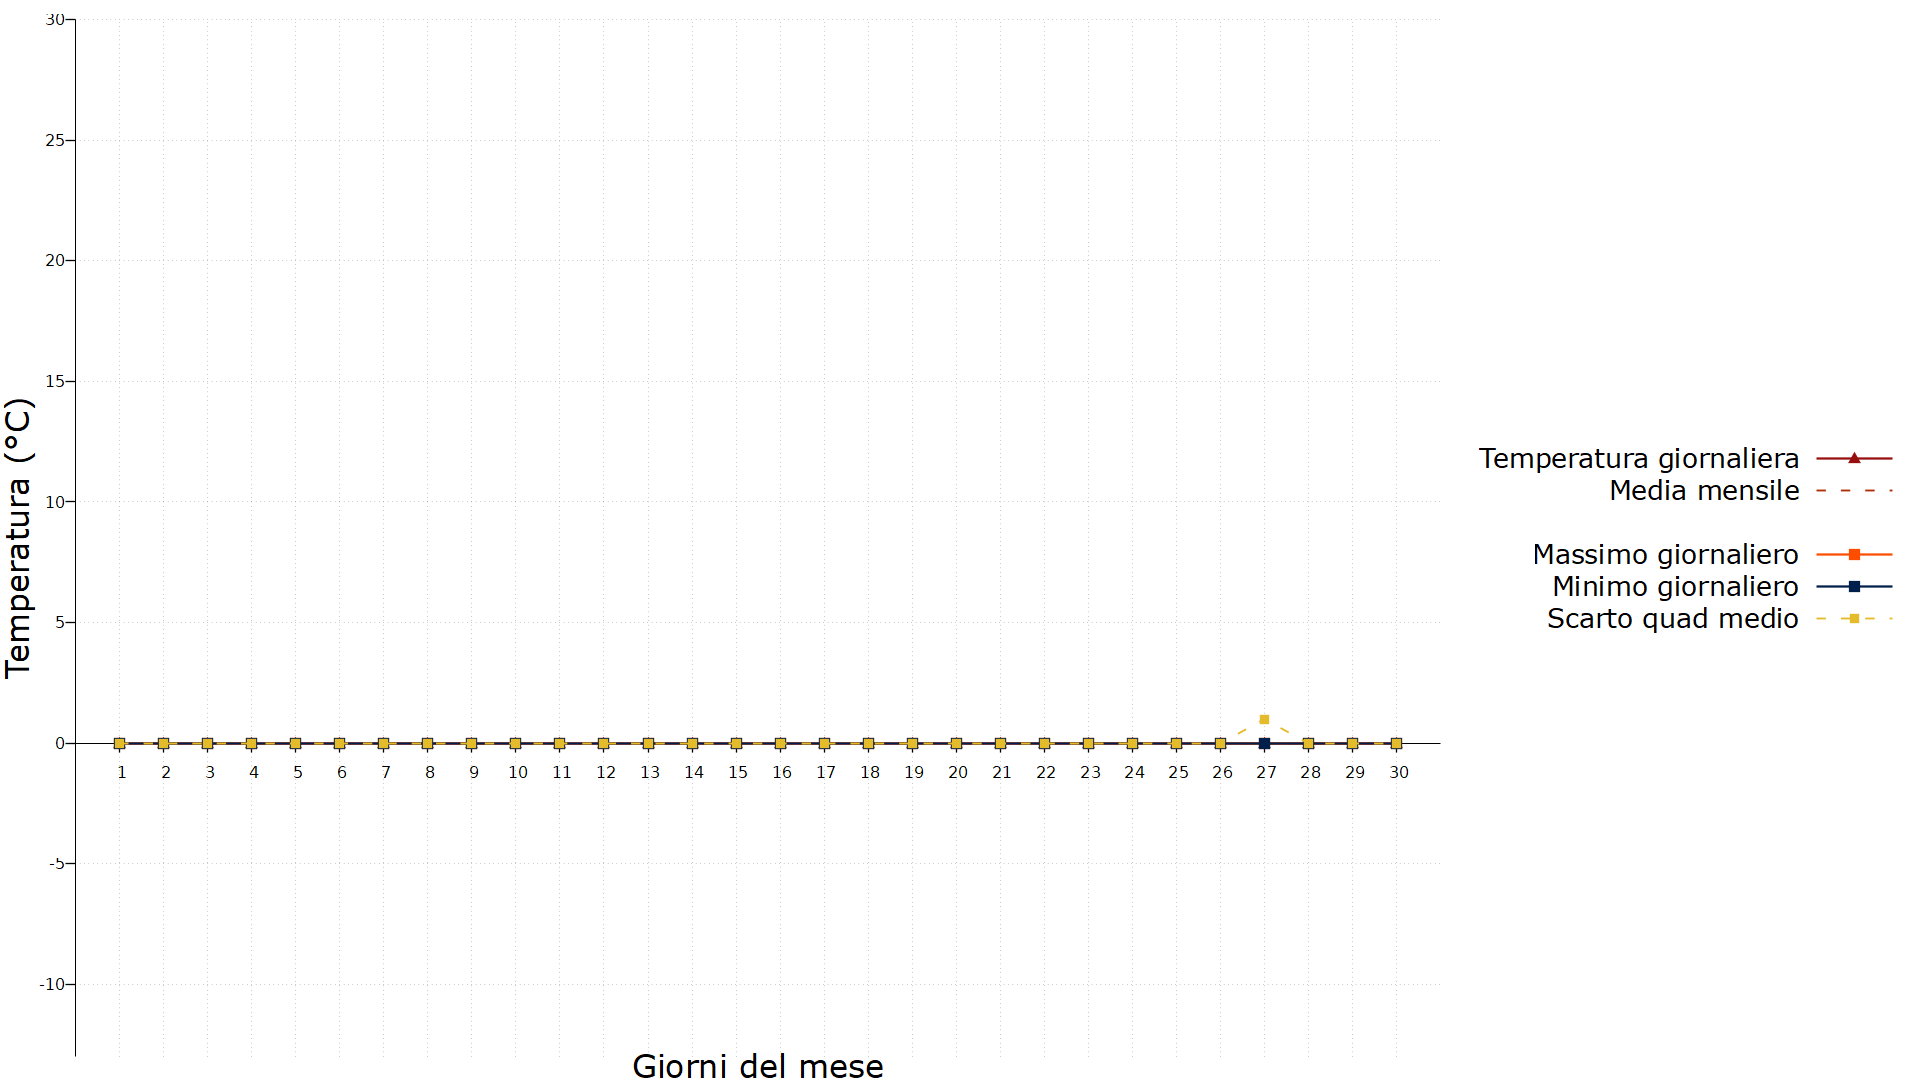 30
25
20
15
10
5
0
-5
-10
Temperatura (°C)
1 2 3 4 5 6 7 8 9 10 11 12 13 14 15 16 17 18 19 20 21 22 23 24 25 26 27 28 29 30
Giorni del mese
Temperatura giornaliera
Media mensile
Massimo giornaliero
Minimo giornaliero
Scarto quad medio